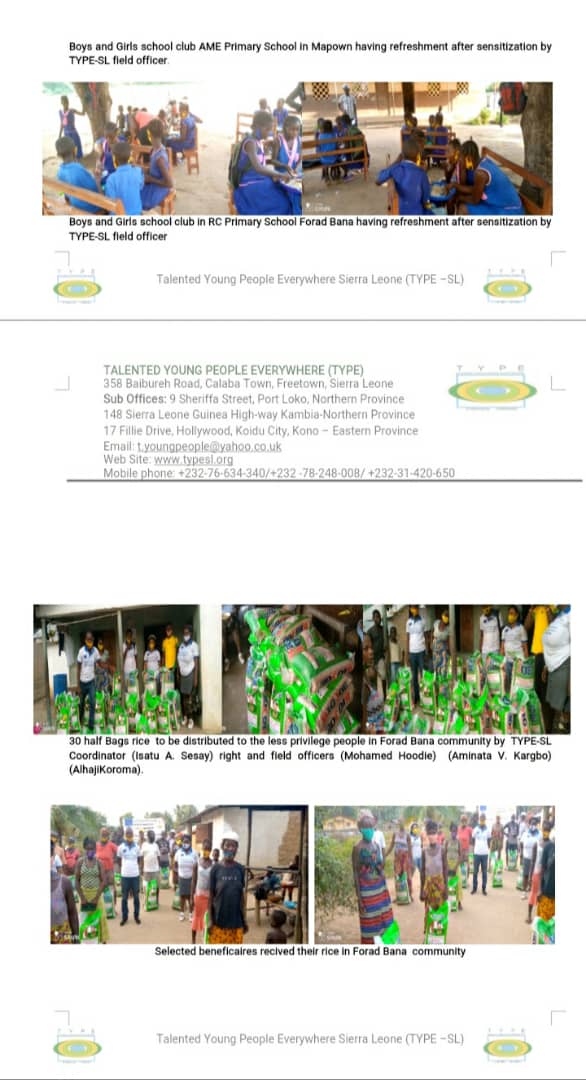 Boys and Girls school club AME Primary School in Mapown having refreshment after sensitization by
TYPE-SL field officer.
Boys and Girls school club in RC Primary School Forad Bana having refreshment after sensitization by
TYPE-SL field officer
T Y P E
Talented Young People Everywhere Sierra Leone (TYPE –SL)
T Y P E
TALENTED YOUNG PEOPLE EVERYWHERE (TYPE)
T Y P E
358 Baibureh Road, Calaba Town, Freetown, Sierra Leone
Sub Offices: 9 Sheriffa Street, Port Loko, Northern Province
148 Sierra Leone Guinea High-way Kambia-Northern Province
17 Fillie Drive, Hollywood, Koidu City, Kono – Eastern Province
Email: t.youngpeople@yahoo.co.uk
Web Site: www.typesl.org
Mobile phone: +232-76-634-340/+232 -78-248-008/ +232-31-420-650
30 half Bags rice to be distributed to the less privilege people in Forad Bana community by TYPE-SL
Coordinator (Isatu A. Sesay) right and field officers (Mohamed Hoodie) (Aminata V. Kargbo)
(AlhajiKoroma).
Selected beneficaires recived their rice in Forad Bana community
T Y P E
Talented Young People Everywhere Sierra Leone (TYPE –SL)
T Y P E